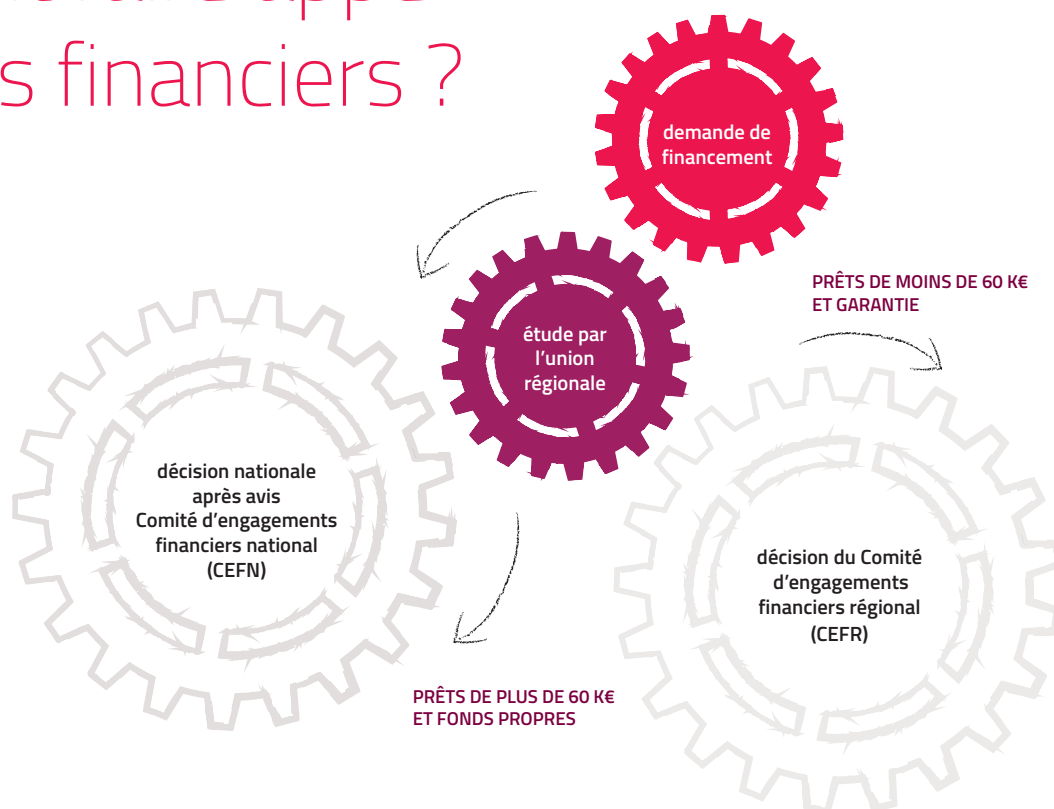 s financiers ?
demande de
financement
étude par
l’union
régionale
PRÊTS DE MOINS DE 60 K€
ET GARANTIE
décision nationale
après avis
Comité d’engagements
financiers national
(CEFN)
décision du Comité
d’engagements
financiers régional
(CEFR)
PRÊTS DE PLUS DE 60 K€
ET FONDS PROPRES